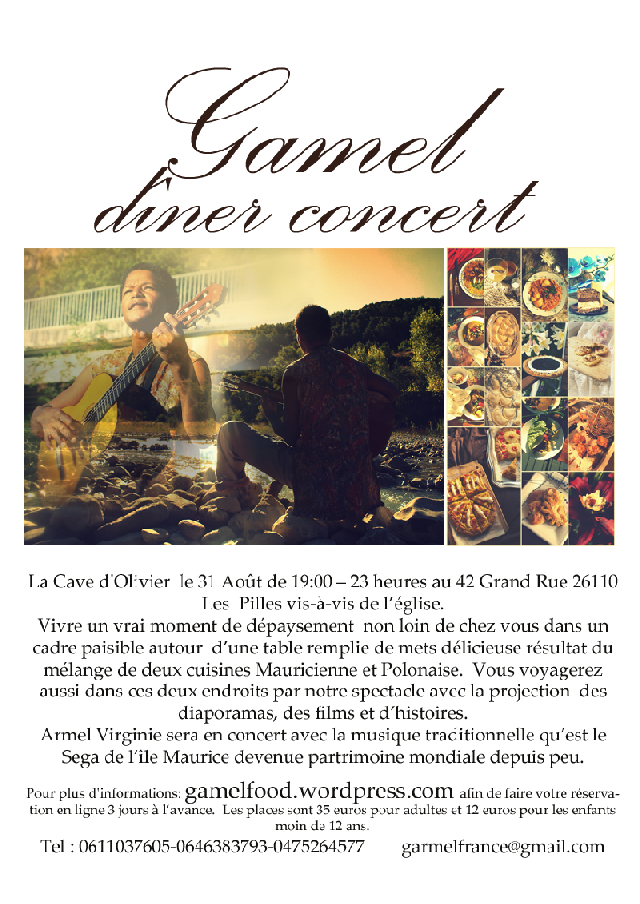 Gamel
dîner concert
La Cave d'Olivier le 31 Août de 19:00 – 23 heures au 42 Grand Rue 26110
Les Pilles vis-à-vis de l'église.
Vivre un vrai moment de dépaysement non loin de chez vous dans un
cadre paisible autour d'une table remplie de mets délicieuse résultat du
mélange de deux cuisines Mauricienne et Polonaise. Vous voyagerez
aussi dans ces deux endroits par notre spectacle avec la projection des
diaporamas, des films et d'histoires.
Armel Virginie sera en concert avec la musique traditionnelle qu'est le
Sega de l'île Maurice devenue partrimoine mondiale depuis peu.
Pour plus d'informations: gamelfood.wordpress.com afin de faire votre réserva-
tion en ligne 3 jours à l'avance. Les places sont 35 euros pour adultes et 12 euros pour les enfants
moin de 12 ans.
Tel : 0611037605-0646383793-0475264577 garmelfrance@gmail.com